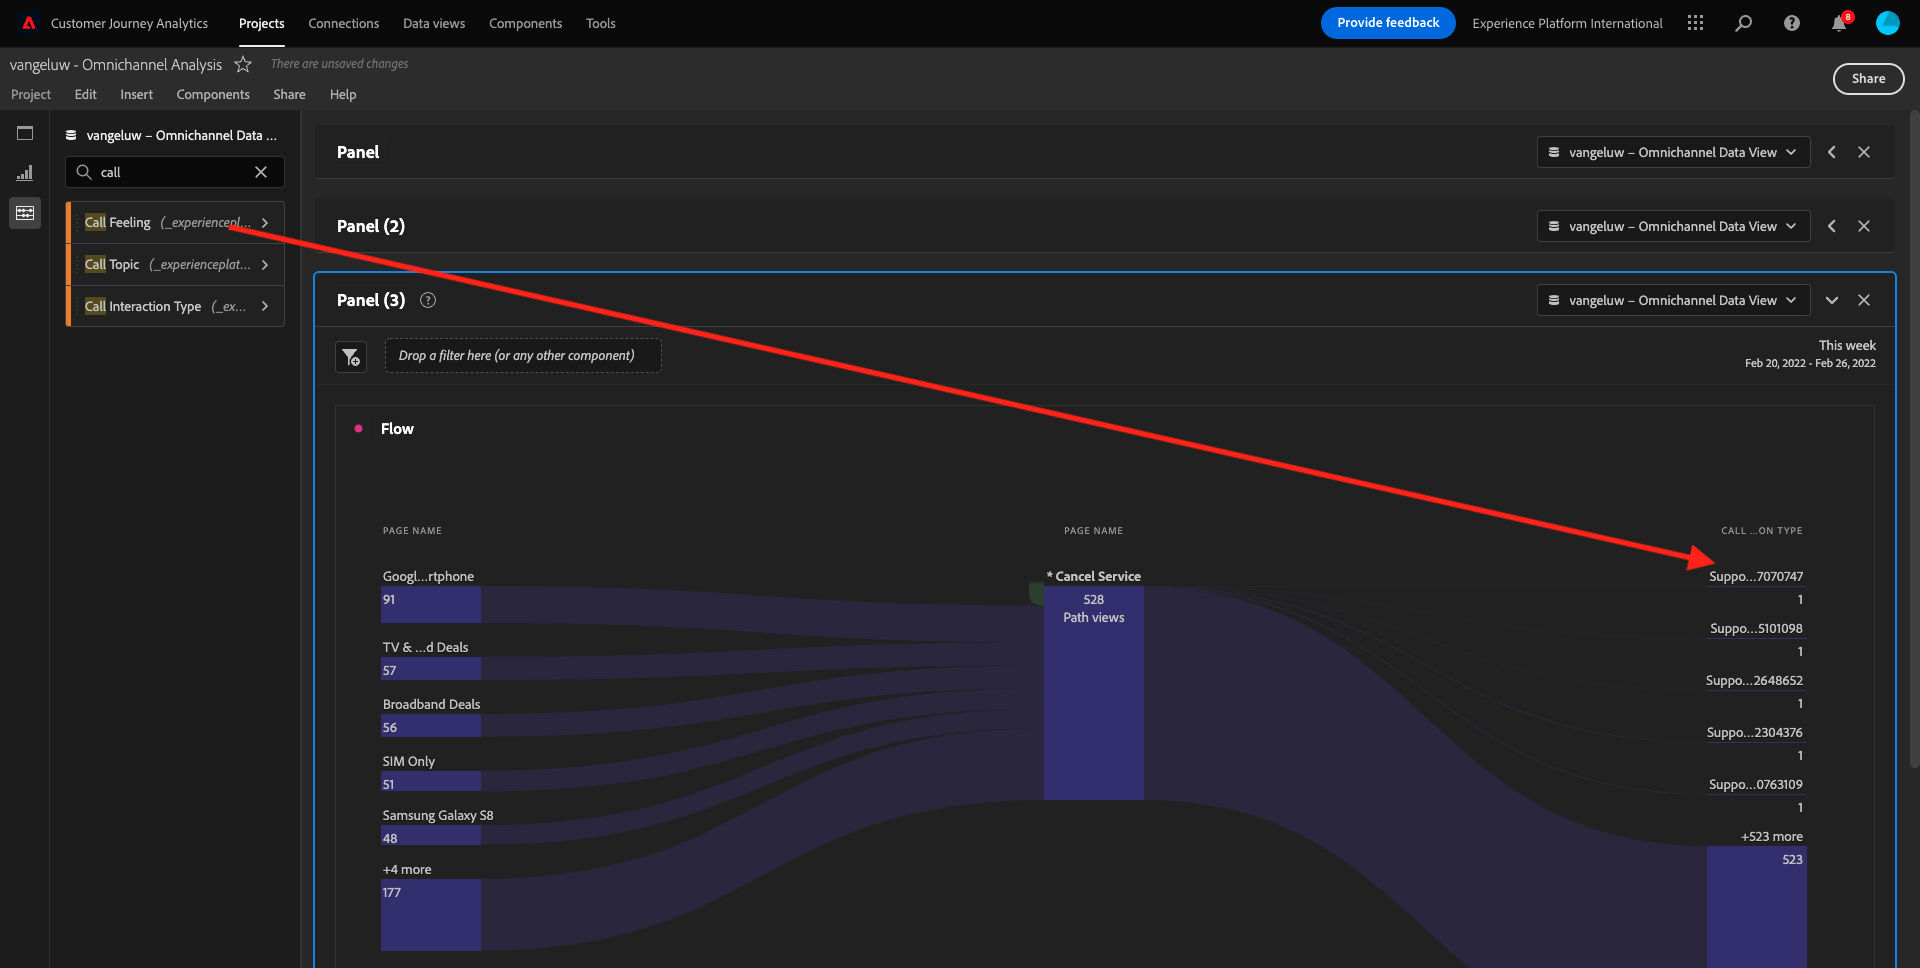 Customer Journey Analytics
Projects
Connections
Data views
Components
Tools
Provide feedback
Experience Platform International
8
vangeluw - Omnichannel Analysis
There are unsaved changes
Share
Project
Edit
Insert
Components
Share
Help
vangeluw – Omnichannel Data ...
call
Call Feeling (_experiencepl...
Call Topic (_experienceplat...
Call Interaction Type (_ex...
Panel
vangeluw – Omnichannel Data View
Panel (2)
vangeluw – Omnichannel Data View
Panel (3) ?
vangeluw – Omnichannel Data View
Drop a filter here (or any other component)
This week
Feb 20, 2022 - Feb 26, 2022
Flow
PAGE NAME
PAGE NAME
CALL ...ON TYPE
Googl...rtphone
91
TV & ...d Deals
57
Broadband Deals
56
SIM Only
51
Samsung Galaxy S8
48
+4 more
177
* Cancel Service
528
Path views
Suppo...7070747
1
Suppo...5101098
1
Suppo...2648652
1
Suppo...2304376
1
Suppo...0763109
1
+523 more
523